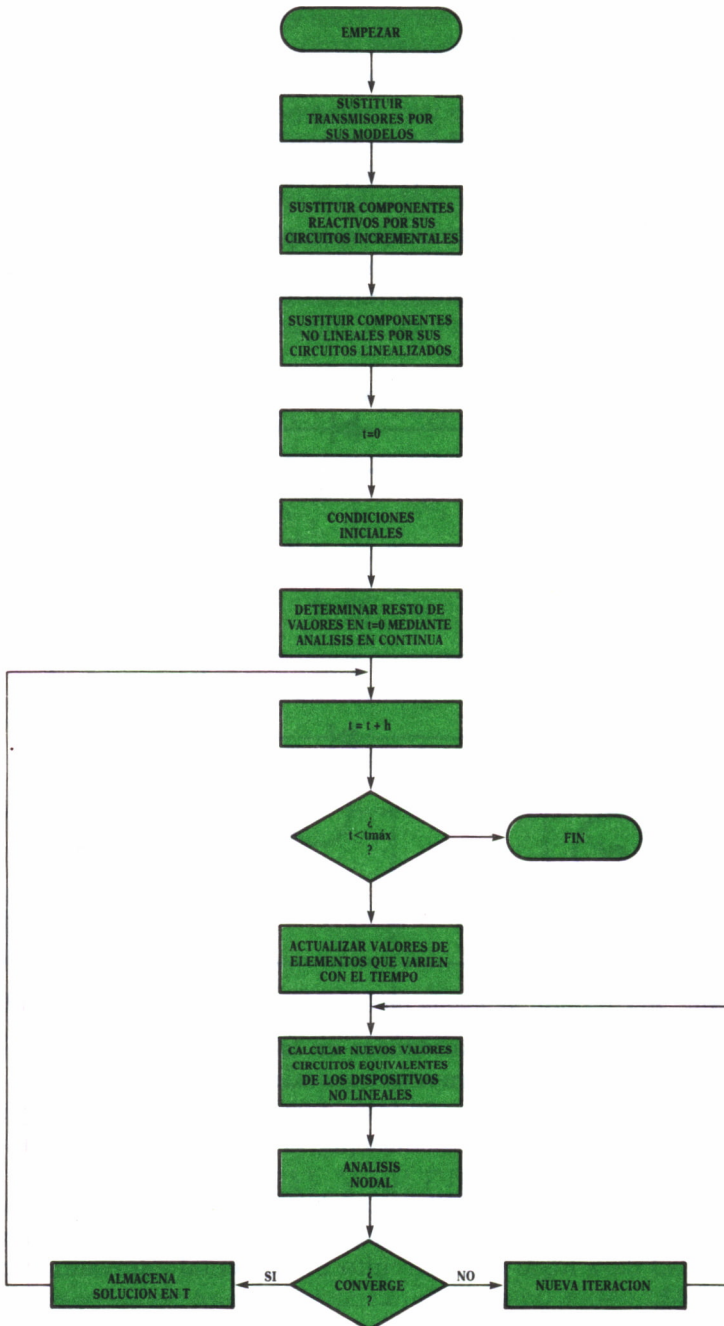 EMPEZAR
SUSTITUIR
TRANSMISORES POR
SUS MODELOS
SUSTITUIR COMPONENTES
REACTIVOS POR SUS
CIRCUITOS INCREMENTALES
SUSTITUIR COMPONENTES
NO LINEALES POR SUS
CIRCUITOS LINEALIZADOS
t=0
CONDICIONES
INICIALES
DETERMINAR RESTO DE
VALORES EN t=0 MEDIANTE
ANALISIS EN CONTINUA
t = t + h
¿
t<tmáx
?
FIN
ACTUALIZAR VALORES DE
ELEMENTOS QUE VARIEN
CON EL TIEMPO
CALCULAR NUEVOS VALORES
CIRCUITOS EQUIVALENTES
DE LOS DISPOSITIVOS
NO LINEALES
ANALISIS
NODAL
¿
CONVERGE
?
SI
NO
ALMACENA
SOLUCION EN T
NUEVA ITERACION